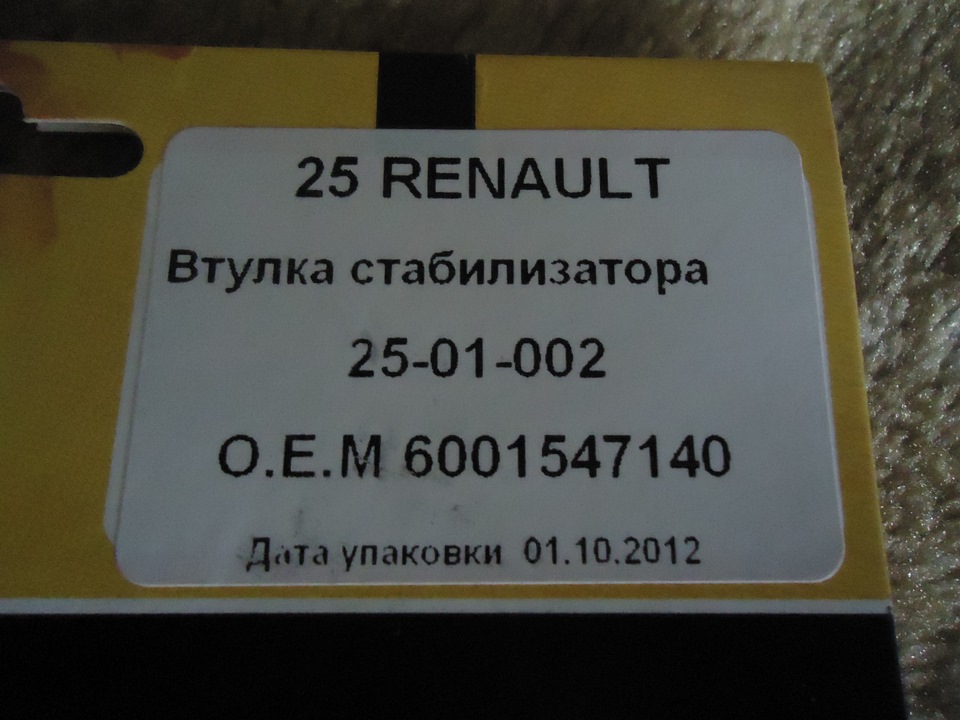 25 RENAULT
Втулка стабилизатора
25-01-002
O.E.M 6001547140
Дата упаковки 01.10.2012